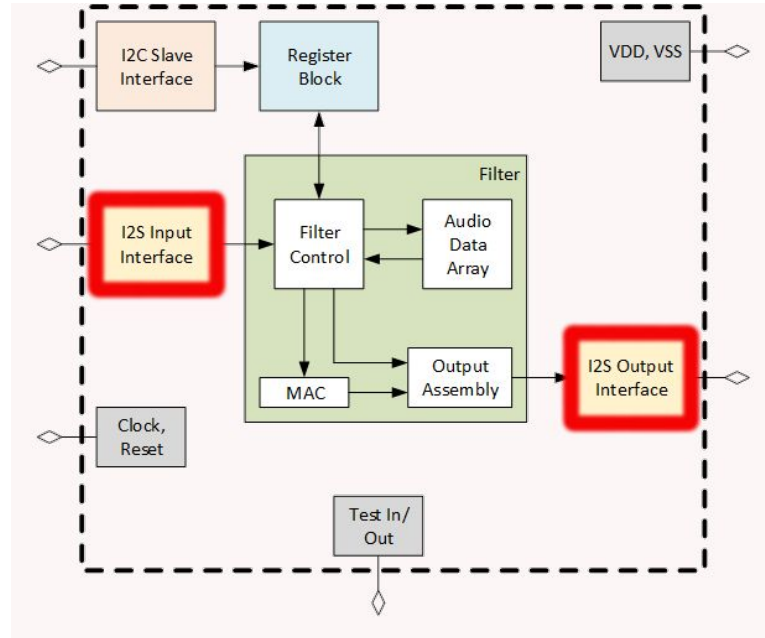 I2C Slave
Interface
Register
Block
VDD, VSS
Filter
I2S Input
Interface
Filter
Control
Audio
Data
Array
MAC
Output
Assembly
I2S Output
Interface
Clock,
Reset
Test In/
Out